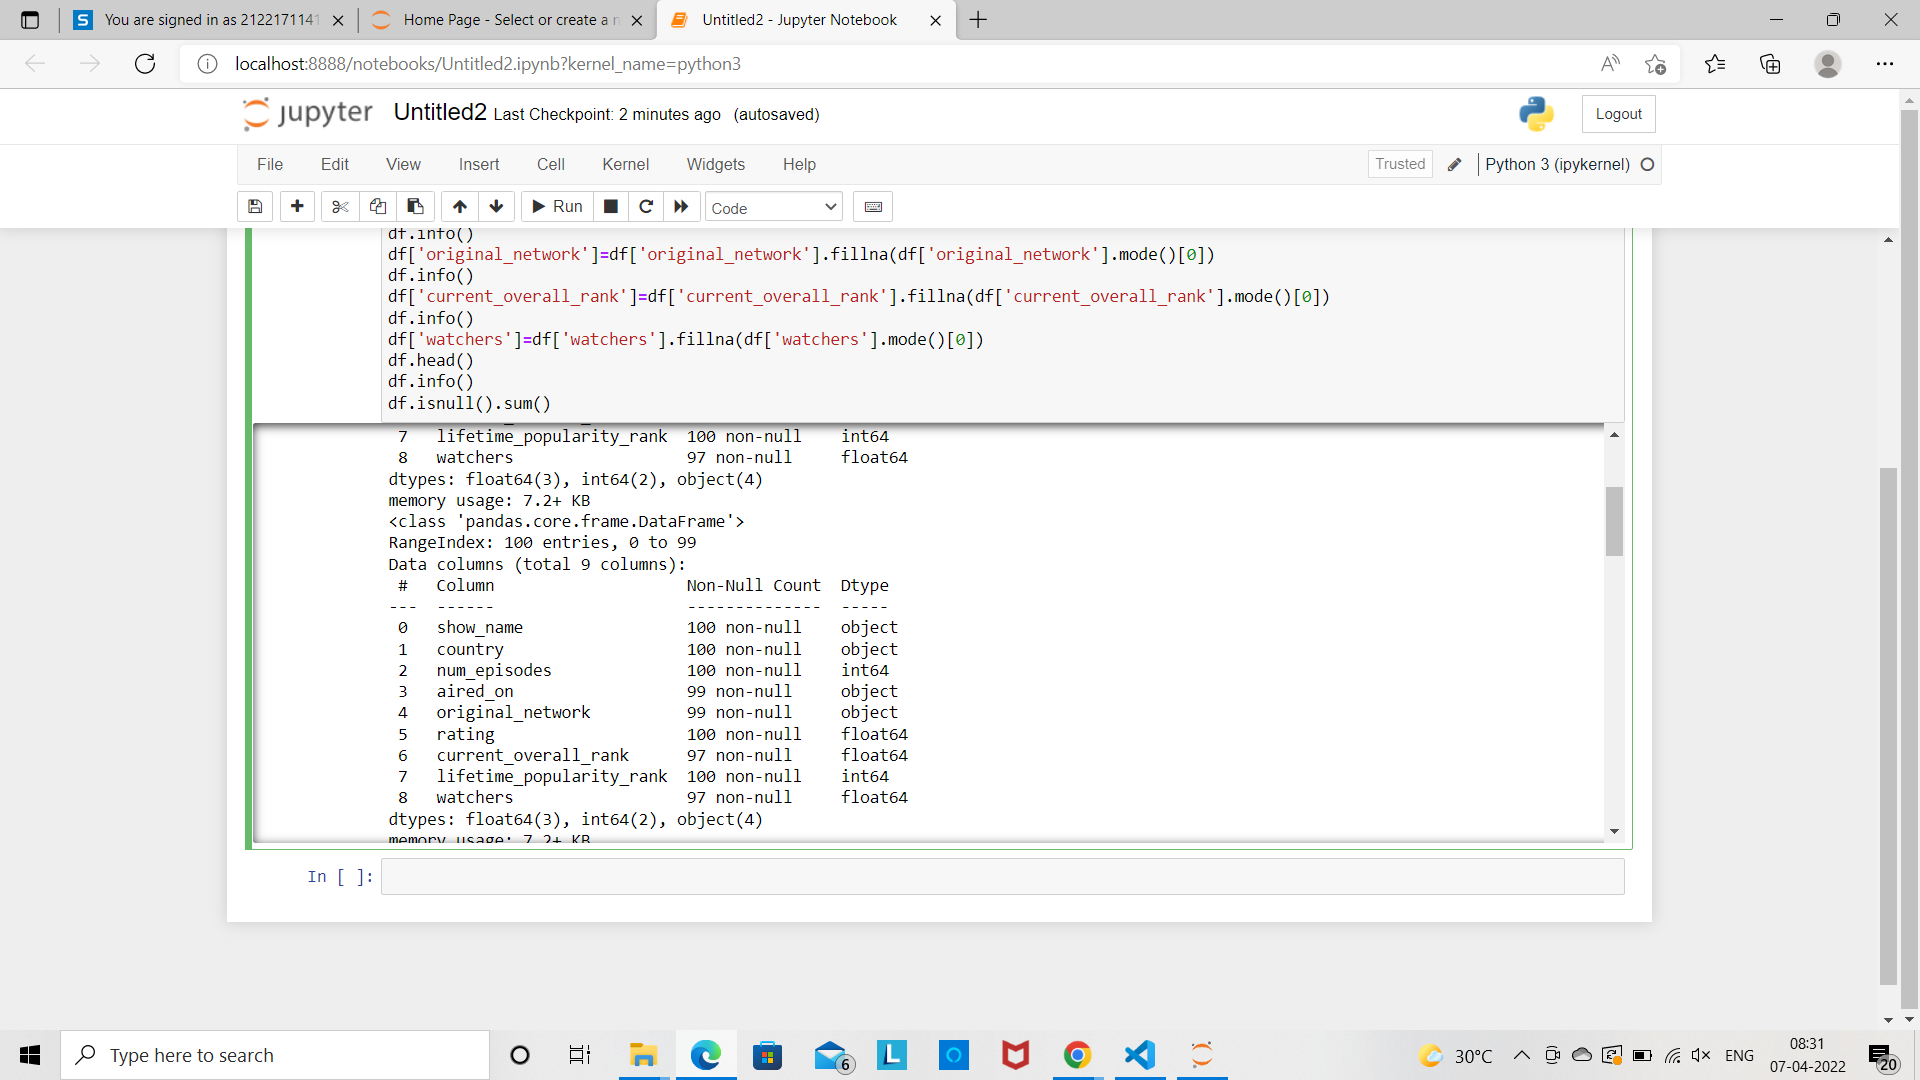 You are signed in as 2122171141
Home Page - Select or create a n
Untitled2 - Jupyter Notebook
localhost:8888/notebooks/Untitled2.ipynb?kernel_name=python3
jupyter Untitled2 Last Checkpoint: 2 minutes ago (autosaved)
Logout
File Edit View Insert Cell Kernel Widgets Help
Trusted Python 3 (ipykernel)
Run Code
df.info()
df['original_network']=df['original_network'].fillna(df['original_network'].mode()[0])
df.info()
df['current_overall_rank']=df['current_overall_rank'].fillna(df['current_overall_rank'].mode()[0])
df.info()
df['watchers']=df['watchers'].fillna(df['watchers'].mode()[0])
df.head()
df.info()
df.isnull().sum()
7 lifetime_popularity_rank 100 non-null int64
8 watchers 97 non-null float64
dtypes: float64(3), int64(2), object(4)
memory usage: 7.2+ KB
<class 'pandas.core.frame.DataFrame'>
RangeIndex: 100 entries, 0 to 99
Data columns (total 9 columns):
# Column Non-Null Count Dtype
--- ------ -------------- -----
0 show_name 100 non-null object
1 country 100 non-null object
2 num_episodes 100 non-null int64
3 aired_on 99 non-null object
4 original_network 99 non-null object
5 rating 100 non-null float64
6 current_overall_rank 97 non-null float64
7 lifetime_popularity_rank 100 non-null int64
8 watchers 97 non-null float64
dtypes: float64(3), int64(2), object(4)
memory usage: 7.2+ KB
In [ ]:
Type here to search
6
30°C
ENG
08:31
07-04-2022
20